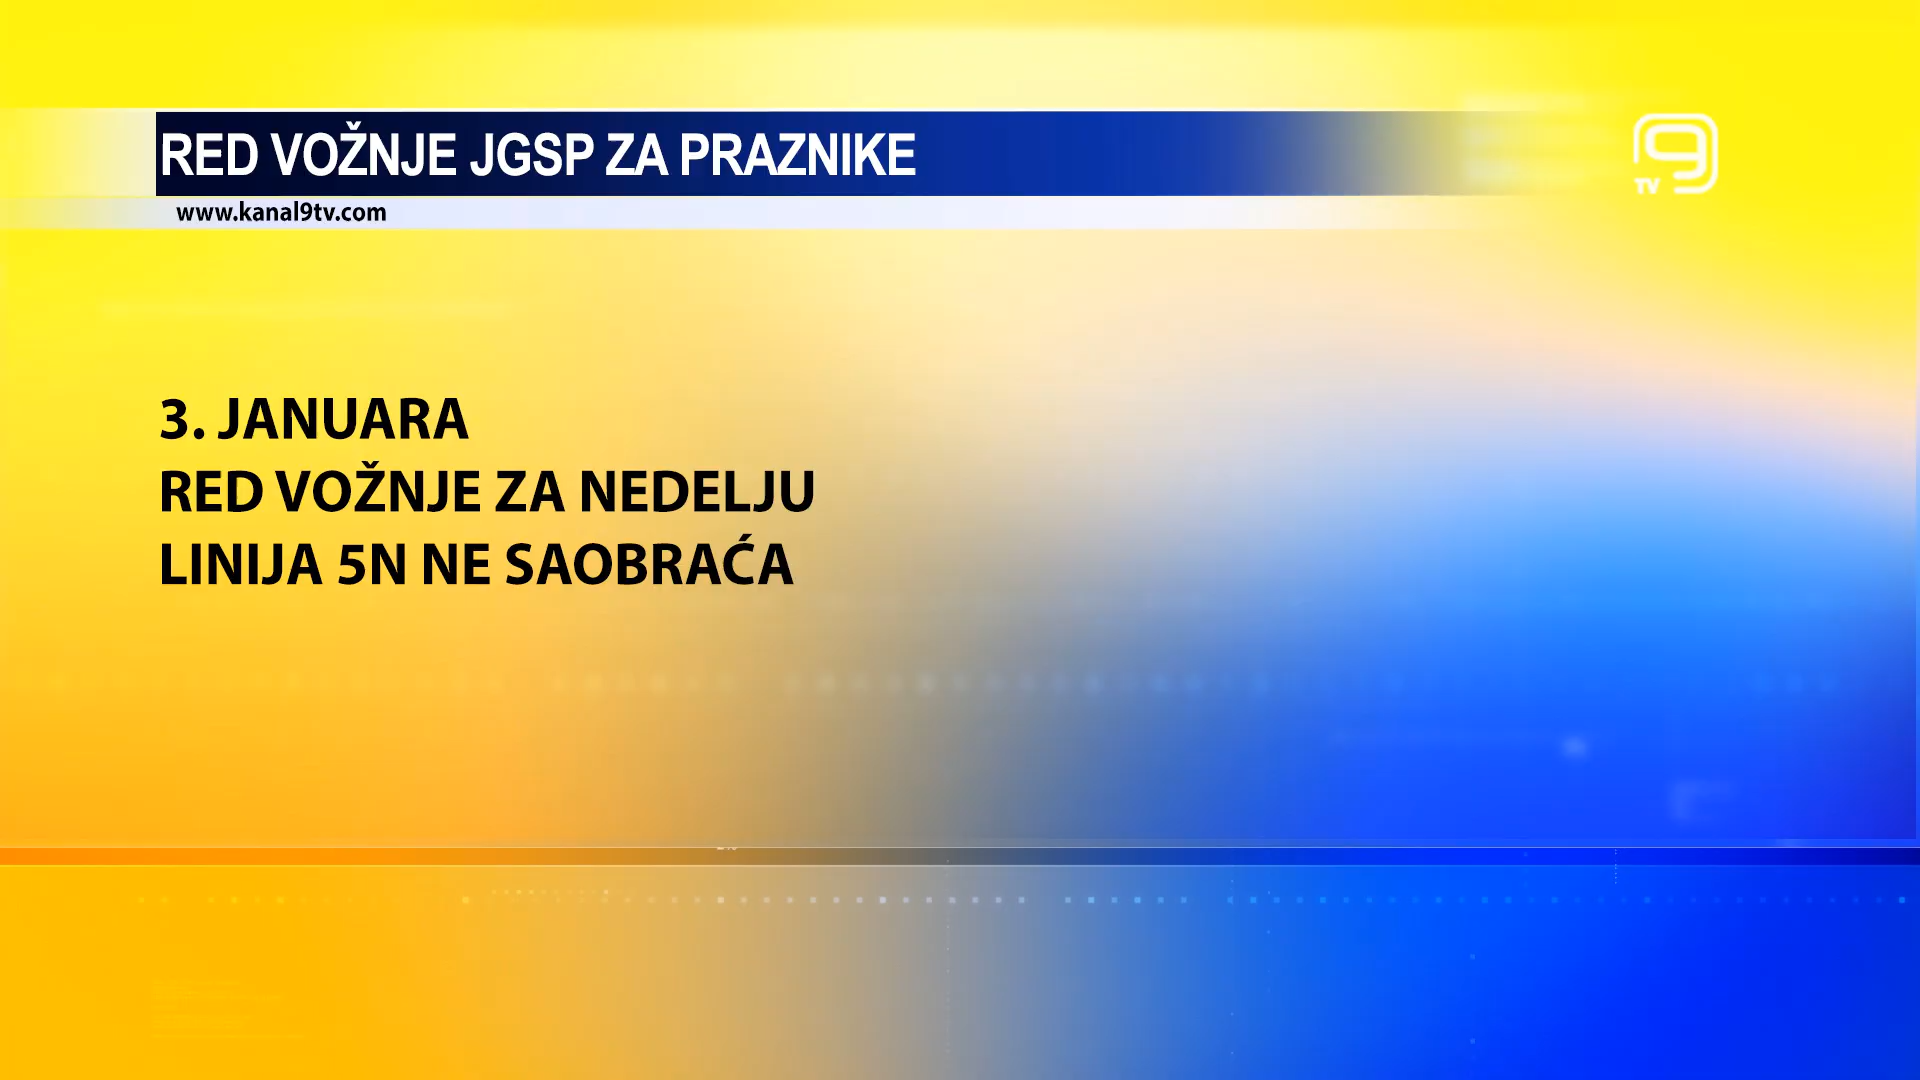 RED VOŽNJE JGSP ZA PRAZNIKE
www.kanal9tv.com
9
TV
3. JANUARA
RED VOŽNJE ZA NEDELJU
LINIJA 5N NE SAOBRAĆA